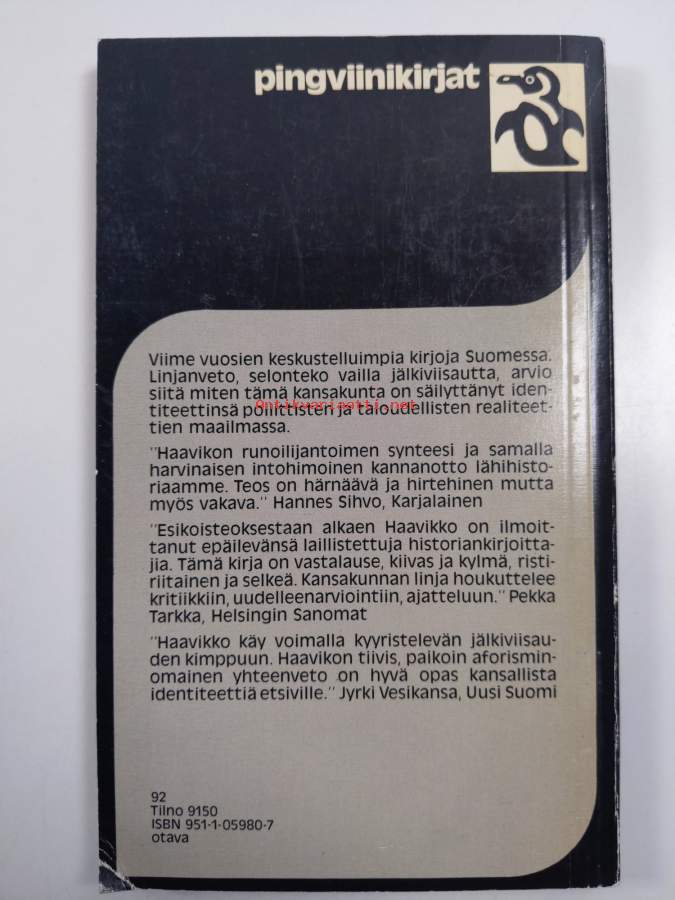 pingviinikirjat
Viime vuosien keskustelluimpia kirjoja Suomessa.
Linjanveto, selonteko vailla jälkiviisautta, arvio
siitä miten tämä kansakunta on säilyttänyt iden-
titeettinsä poliittisten ja taloudellisten realiteet-
tien maailmassa.
Antikvariaatti.net
"Haavikon runoilijantoimen synteesi ja samalla
harvinaisen intohimoinen kannanotto lähihisto-
riaamme. Teos on härnäävä ja hirtehinen mutta
myös vakava." Hannes Sihvo, Karjalainen
"Esikoisteoksestaan alkaen Haavikko on ilmoit-
tanut epäilevänsä laillistettuja historiankirjoitta-
jia. Tämä kirja on vastalause, kiivas ja kylmä, risti-
riitainen ja selkeä. Kansakunnan linja houkuttelee
kritiikkiin, uudelleenarviointiin, ajatteluun." Pekka
Tarkka, Helsingin Sanomat
"Haavikko käy voimalla kyyristelevän jälkiviisau-
den kimppuun. Haavikon tiivis, paikoin aforismin-
omainen yhteenveto on hyvä opas kansallista
identiteettiä etsiville." Jyrki Vesikansa, Uusi Suomi
92
Tilno 9150
ISBN 951-1-05980-7
otava